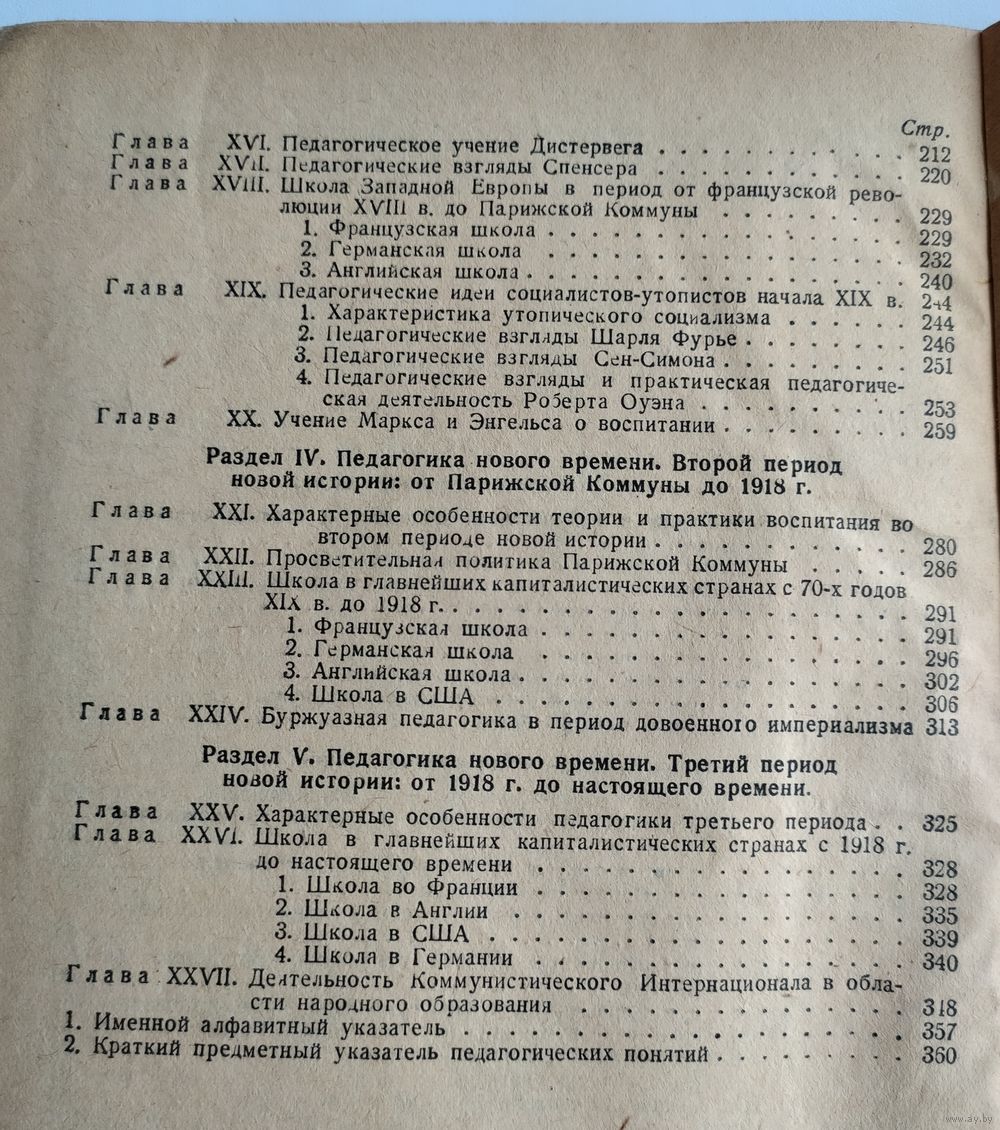 Стр.
Глава XVI. Педагогическое учение Дистервега . . . . . . . . . . . . 212
Глава XVII. Педагогические взгляды Спенсера . . . . . . . . . . . . 220
Глава XVIII. Школа Западной Европы в период от французской рево-
люции XVIII в. до Парижской Коммуны . . . . . . . . . 229
1. Французская школа . . . . . . . . . . . . . . . . . 229
2. Германская школа . . . . . . . . . . . . . . . . . 232
3. Английская школа . . . . . . . . . . . . . . . . . . 240
Глава XIX. Педагогические идеи социалистов-утопистов начала XIX в. 244
1. Характеристика утопического социализма . . . . . . 244
2. Педагогические взгляды Шарля Фурье . . . . . . . . 246
3. Педагогические взгляды Сен-Симона . . . . . . . . . 251
4. Педагогические взгляды и практическая педагогиче-
ская деятельность Роберта Оуэна . . . . . . . . . . 253
Глава XX. Учение Маркса и Энгельса о воспитании . . . . . . . . . 259
Раздел IV. Педагогика нового времени. Второй период
новой истории: от Парижской Коммуны до 1918 г.
Глава XXI. Характерные особенности теории и практики воспитания во
втором периоде новой истории . . . . . . . . . . . . 280
Глава XXII. Просветительная политика Парижской Коммуны . . . . . 286
Глава XXIII. Школа в главнейших капиталистических странах с 70-х годов
XIX в. до 1918 г. . . . . . . . . . . . . . . . . . . . . . 291
1. Французская школа . . . . . . . . . . . . . . . . . 291
2. Германская школа . . . . . . . . . . . . . . . . . 296
3. Английская школа . . . . . . . . . . . . . . . . . . 302
4. Школа в США . . . . . . . . . . . . . . . . . . . 306
Глава XXIV. Буржуазная педагогика в период довоенного империализма 313
Раздел V. Педагогика нового времени. Третий период
новой истории: от 1918 г. до настоящего времени.
Глава XXV. Характерные особенности педагогики третьего периода . . 325
Глава XXVI. Школа в главнейших капиталистических странах с 1918 г.
до настоящего времени . . . . . . . . . . . . . . . . . 328
1. Школа во Франции . . . . . . . . . . . . . . . . . 328
2. Школа в Англии . . . . . . . . . . . . . . . . . . 335
3. Школа в США . . . . . . . . . . . . . . . . . . . 339
4. Школа в Германии . . . . . . . . . . . . . . . . . 340
Глава XXVII. Деятельность Коммунистического Интернационала в обла-
сти народного образования . . . . . . . . . . . . . . 348
1. Именной алфавитный указатель . . . . . . . . . . . . . . . . . . 357
2. Краткий предметный указатель педагогических понятий . . . . . . . . . 360
www.ay.by